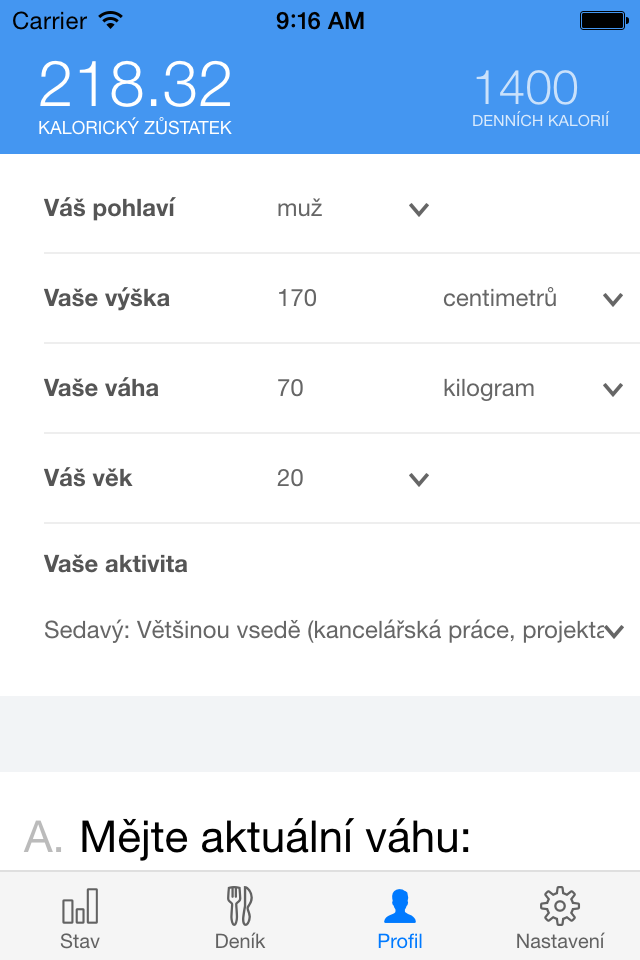 Carrier 9:16 AM
218.32 1400
KALORICKÝ ZŮSTATEK DENNÍCH KALORIÍ
Váš pohlaví muž
Vaše výška 170 centimetrů
Vaše váha 70 kilogram
Váš věk 20
Vaše aktivita
Sedavý: Většinou vsedě (kancelářská práce, projekta
A. Mějte aktuální váhu:
Stav Deník Profil Nastavení